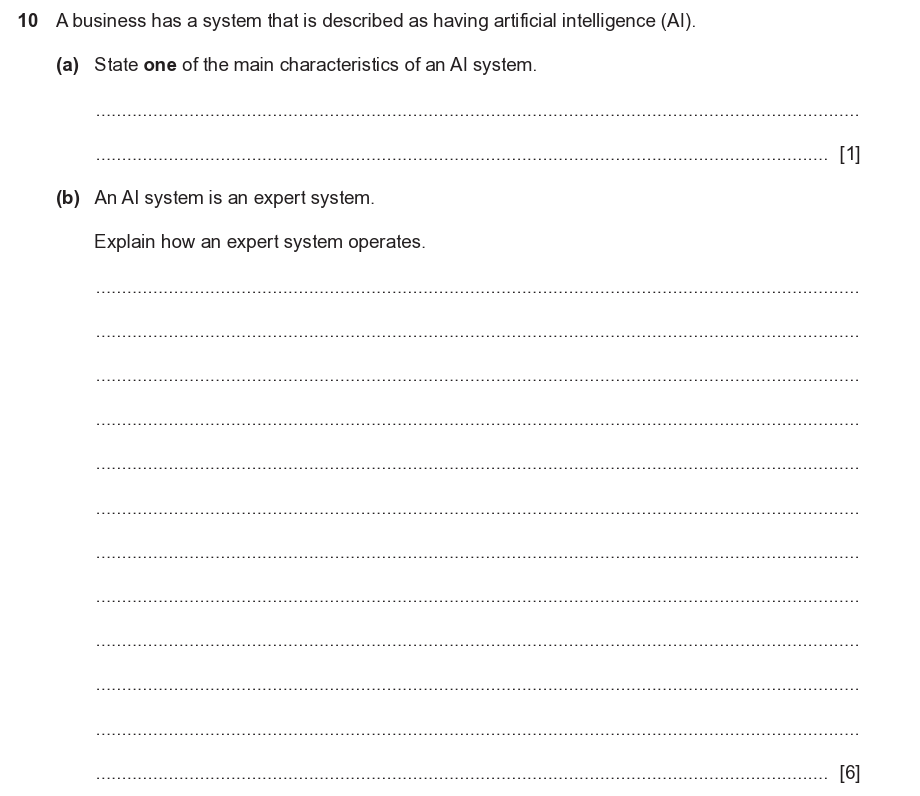 10 A business has a system that is described as having artificial intelligence (AI).
(a) State one of the main characteristics of an AI system.
[1]
(b) An AI system is an expert system.
Explain how an expert system operates.
[6]